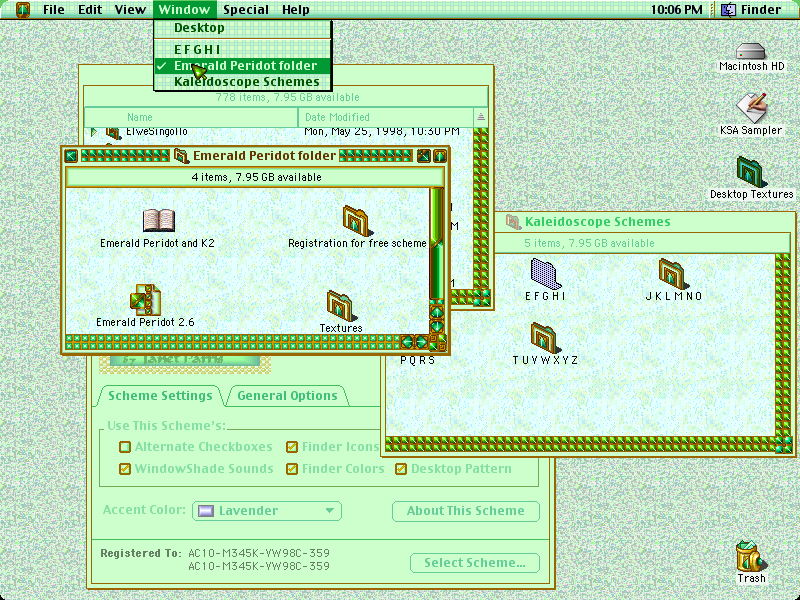 File Edit View Window Special Help 10:06 PM Finder
Desktop
E F G H I
Emerald Peridot folder
Kaleidoscope Schemes
778 items, 7.95 GB available
Name Date Modified
ElveSingollo Mon, May 25, 1998, 10:30 PM
Emerald Peridot folder
4 items, 7.95 GB available
Emerald Peridot and K2
Registration for free scheme
Emerald Peridot 2.6
Textures
Macintosh HD
KSA Sampler
Desktop Textures
Kaleidoscope Schemes
5 items, 7.95 GB available
E F G H I
J K L M N O
P Q R S
T U V W X Y Z
Scheme Settings General Options
Use This Scheme's:
Alternate Checkboxes Finder Icons
WindowShade Sounds Finder Colors Desktop Pattern
Accent Color: Lavender About This Scheme
Registered To: AC10-M345K-YW98C-359
AC10-M345K-YW98C-359
Select Scheme...
Trash